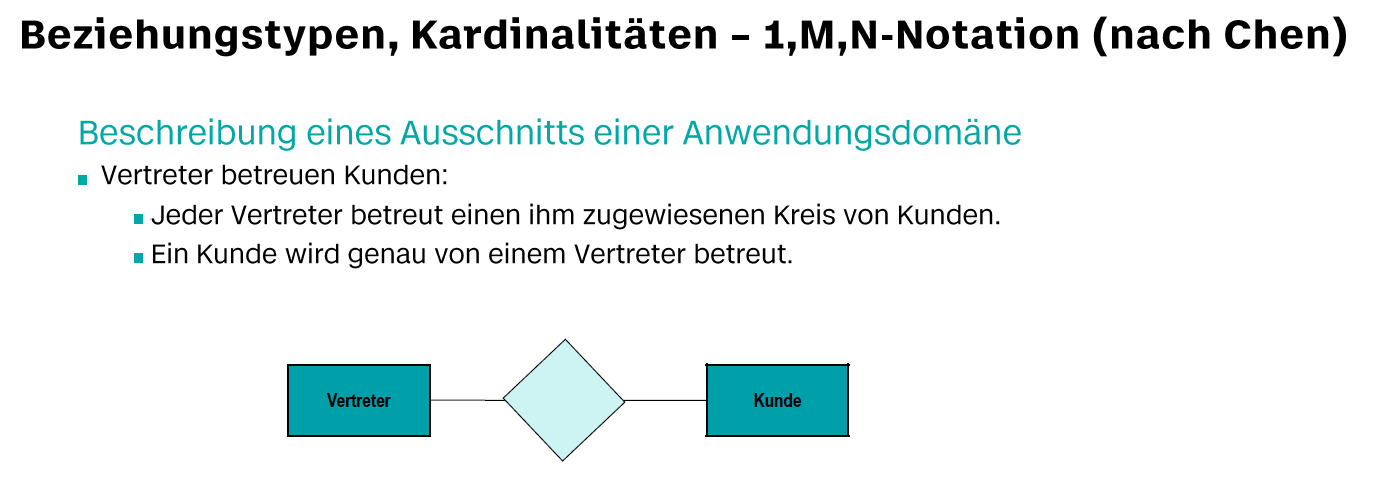 Beziehungstypen, Kardinalitäten – 1,M,N-Notation (nach Chen)
Beschreibung eines Ausschnitts einer Anwendungsdomäne
Vertreter betreuen Kunden:
Jeder Vertreter betreut einen ihm zugewiesenen Kreis von Kunden.
Ein Kunde wird genau von einem Vertreter betreut.
Vertreter
Kunde